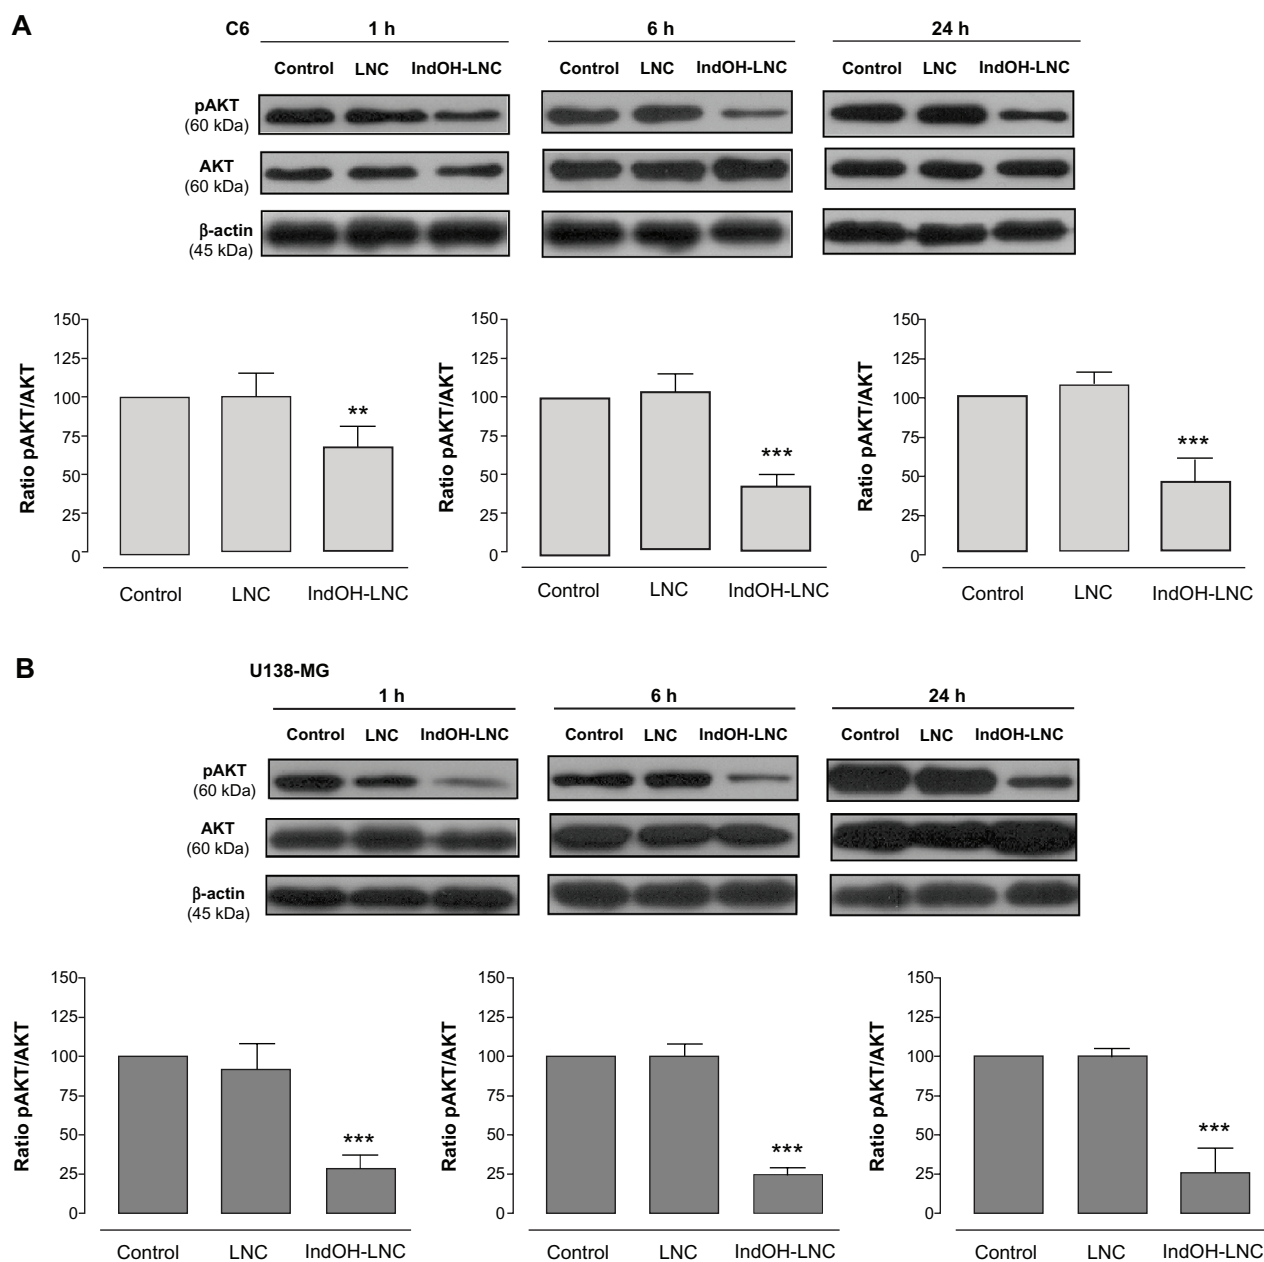 A
C6 1 h 6 h 24 h
Control LNC IndOH-LNC Control LNC IndOH-LNC Control LNC IndOH-LNC
pAKT
(60 kDa)
AKT
(60 kDa)
β-actin
(45 kDa)
Ratio pAKT/AKT
150
125
100
75
50
25
0
**
Control LNC IndOH-LNC
Ratio pAKT/AKT
150
125
100
75
50
25
0
***
Control LNC IndOH-LNC
Ratio pAKT/AKT
150
125
100
75
50
25
0
***
Control LNC IndOH-LNC
B
U138-MG
1 h 6 h 24 h
Control LNC IndOH-LNC Control LNC IndOH-LNC Control LNC IndOH-LNC
pAKT
(60 kDa)
AKT
(60 kDa)
β-actin
(45 kDa)
Ratio pAKT/AKT
150
125
100
75
50
25
0
***
Control LNC IndOH-LNC
Ratio pAKT/AKT
150
125
100
75
50
25
0
***
Control LNC IndOH-LNC
Ratio pAKT/AKT
150
125
100
75
50
25
0
***
Control LNC IndOH-LNC